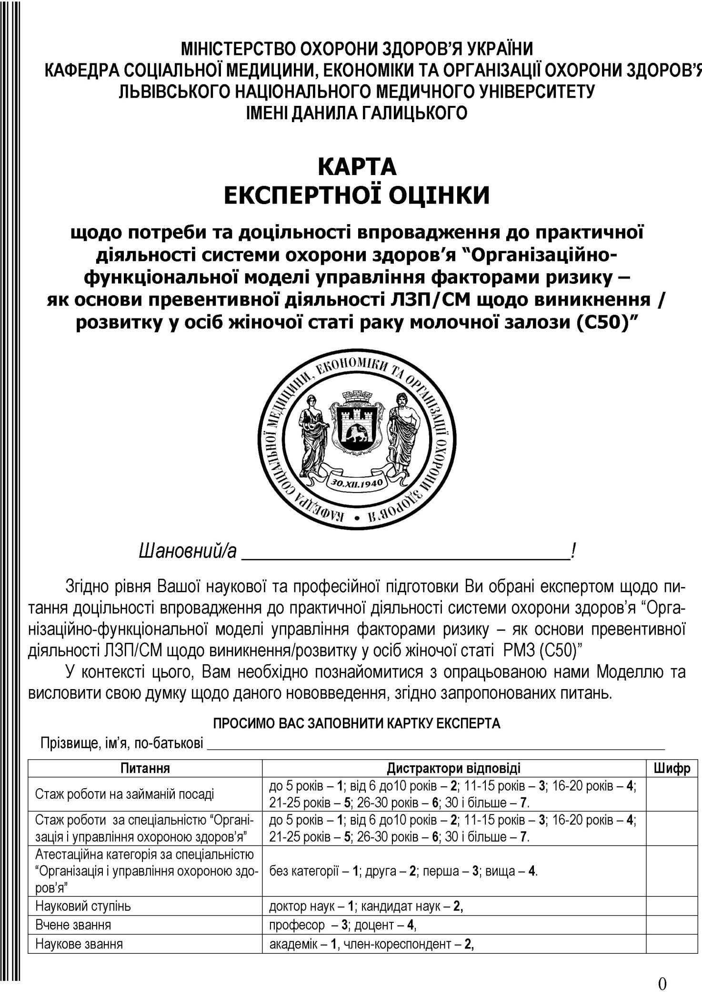 МІНІСТЕРСТВО ОХОРОНИ ЗДОРОВ’Я УКРАЇНИ
КАФЕДРА СОЦІАЛЬНОЇ МЕДИЦИНИ, ЕКОНОМІКИ ТА ОРГАНІЗАЦІЇ ОХОРОНИ ЗДОРОВ’Я
ЛЬВІВСЬКОГО НАЦІОНАЛЬНОГО МЕДИЧНОГО УНІВЕРСИТЕТУ
ІМЕНІ ДАНИЛА ГАЛИЦЬКОГО
КАРТА
ЕКСПЕРТНОЇ ОЦІНКИ
щодо потреби та доцільності впровадження до практичної
діяльності системи охорони здоров’я “Організаційно-
функціональної моделі управління факторами ризику –
як основи превентивної діяльності ЛЗП/СМ щодо виникнення /
розвитку у осіб жіночої статі раку молочної залози (С50)”
КАФЕДРА СОЦІАЛЬНОЇ МЕДИЦИНИ, ЕКОНОМІКИ ТА ОРГАНІЗАЦІЇ ОХОРОНИ ЗДОРОВ’Я •
30.XII.1940
Шановний/а ______________________________!
Згідно рівня Вашої наукової та професійної підготовки Ви обрані експертом щодо пи-
тання доцільності впровадження до практичної діяльності системи охорони здоров’я “Орга-
нізаційно-функціональної моделі управління факторами ризику – як основи превентивної
діяльності ЛЗП/СМ щодо виникнення/розвитку у осіб жіночої статі РМЗ (С50)”
У контексті цього, Вам необхідно познайомитися з опрацьованою нами Моделлю та
висловити свою думку щодо даного нововведення, згідно запропонованих питань.
ПРОСИМО ВАС ЗАПОВНИТИ КАРТКУ ЕКСПЕРТА
Прізвище, ім’я, по-батькові ____________________________________________
Питання Дистрактори відповіді Шифр
Стаж роботи на займаній посаді
до 5 років – 1; від 6 до10 років – 2; 11-15 років – 3; 16-20 років – 4;
21-25 років – 5; 26-30 років – 6; 30 і більше – 7.
Стаж роботи за спеціальністю “Органі-
зація і управління охороною здоров’я”
до 5 років – 1; від 6 до10 років – 2; 11-15 років – 3; 16-20 років – 4;
21-25 років – 5; 26-30 років – 6; 30 і більше – 7.
Атестаційна категорія за спеціальністю
“Організація і управління охороною здо-
ров’я”
без категорії – 1; друга – 2; перша – 3; вища – 4.
Науковий ступінь доктор наук – 1; кандидат наук – 2,
Вчене звання професор – 3; доцент – 4,
Наукове звання академік – 1, член-кореспондент – 2,
0